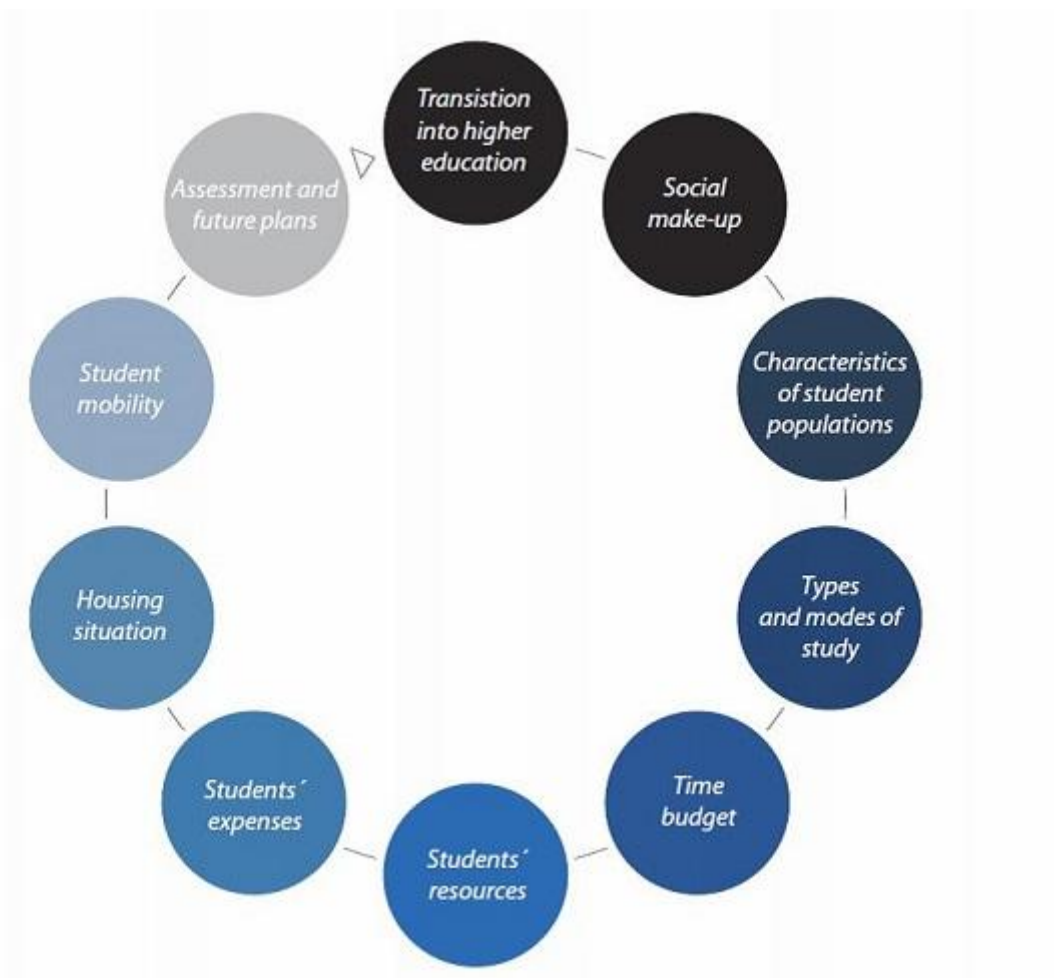 Transistion
into higher
education
Social
make-up
Characteristics
of student
populations
Types
and modes of
study
Time
budget
Students´
resources
Students´
expenses
Housing
situation
Student
mobility
Assessment and
future plans